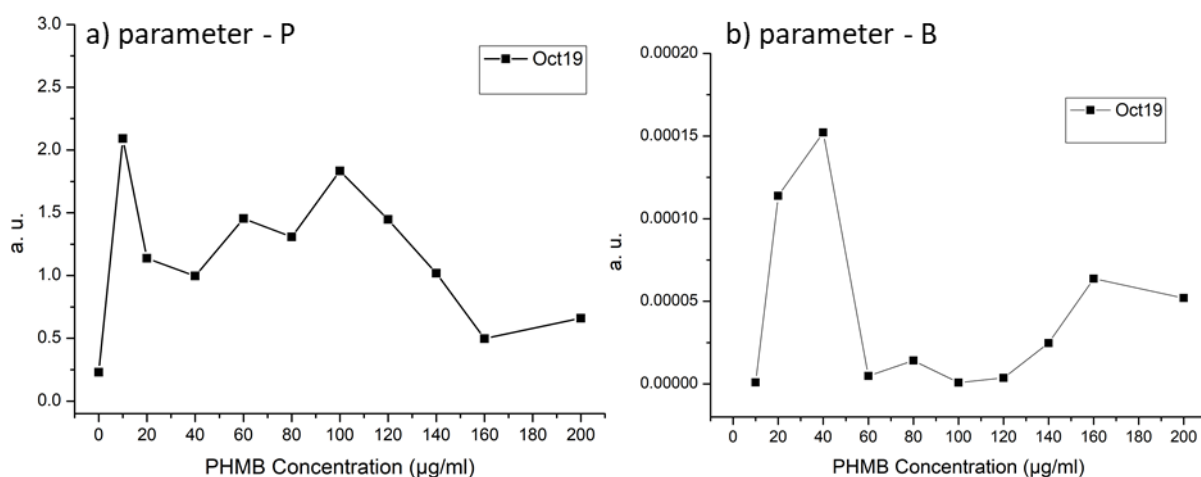 a) parameter - P
Oct19
3.0
2.5
2.0
1.5
1.0
0.5
0.0
a. u.
0 20 40 60 80 100 120 140 160 180 200
PHMB Concentration (µg/ml)
b) parameter - B
Oct19
0.00020
0.00015
0.00010
0.00005
0.00000
a. u.
0 20 40 60 80 100 120 140 160 180 200
PHMB Concentration (µg/ml)